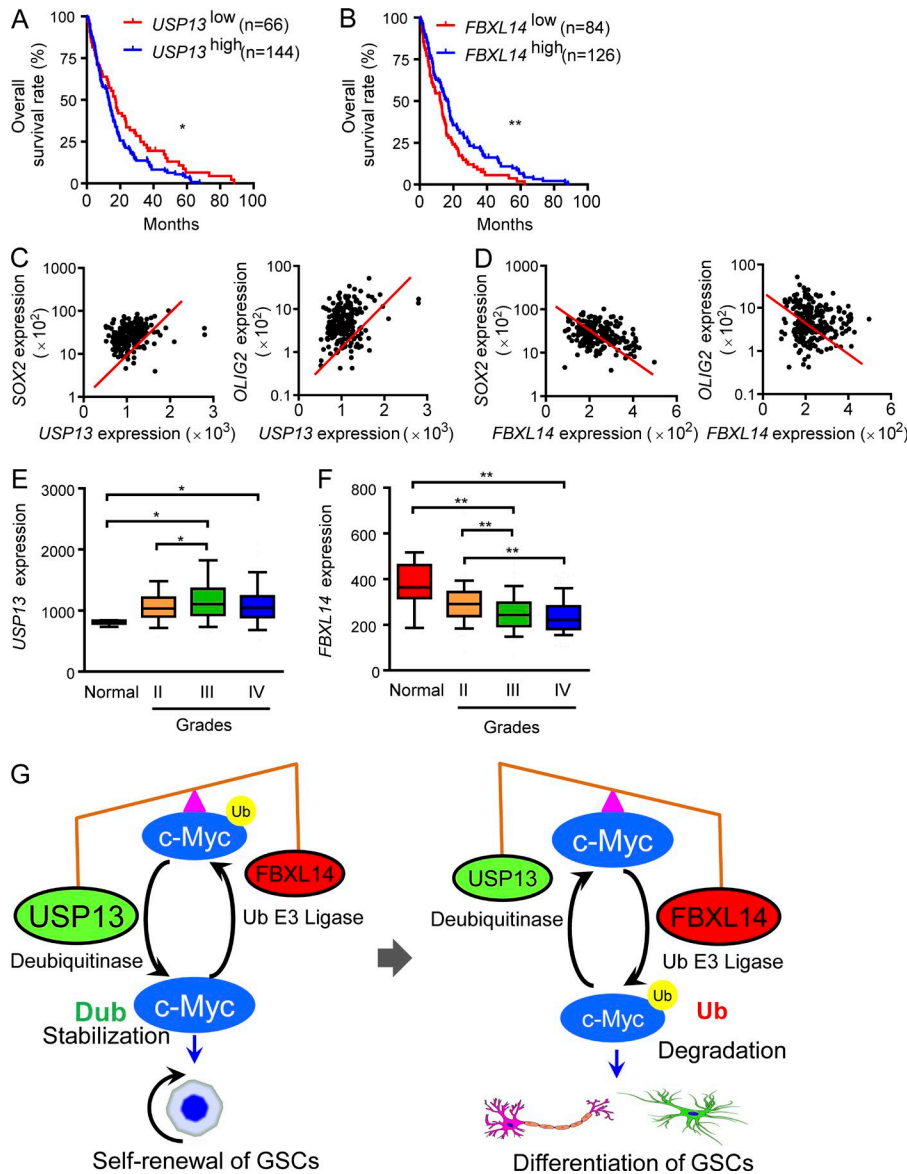 A
USP13 low (n=66)
USP13 high (n=144)
Overall
survival rate (%)
100
75
50
25
0
*
0 20 40 60 80 100
Months
B
FBXL14 low (n=84)
FBXL14 high (n=126)
Overall
survival rate (%)
100
75
50
25
0
**
0 20 40 60 80 100
Months
C
SOX2 expression
(×10²)
1000
100
10
1
0 1 2 3
USP13 expression (×10³)
OLIG2 expression
(×10²)
100
10
1
0.1
0 1 2 3
USP13 expression (×10³)
D
SOX2 expression
(×10²)
1000
100
10
1
0 2 4 6
FBXL14 expression (×10²)
OLIG2 expression
(×10²)
100
10
1
0.1
0 2 4 6
FBXL14 expression (×10²)
E
USP13 expression
3000
2000
1000
0
*
*
*
Normal II III IV
Grades
F
FBXL14 expression
800
600
400
200
0
**
**
**
**
Normal II III IV
Grades
G
c-Myc
Ub
USP13
Deubiquitinase
FBXL14
Ub E3 Ligase
c-Myc
Dub
Stabilization
Self-renewal of GSCs
c-Myc
USP13
Deubiquitinase
FBXL14
Ub E3 Ligase
c-Myc
Ub
Ub
Degradation
Differentiation of GSCs